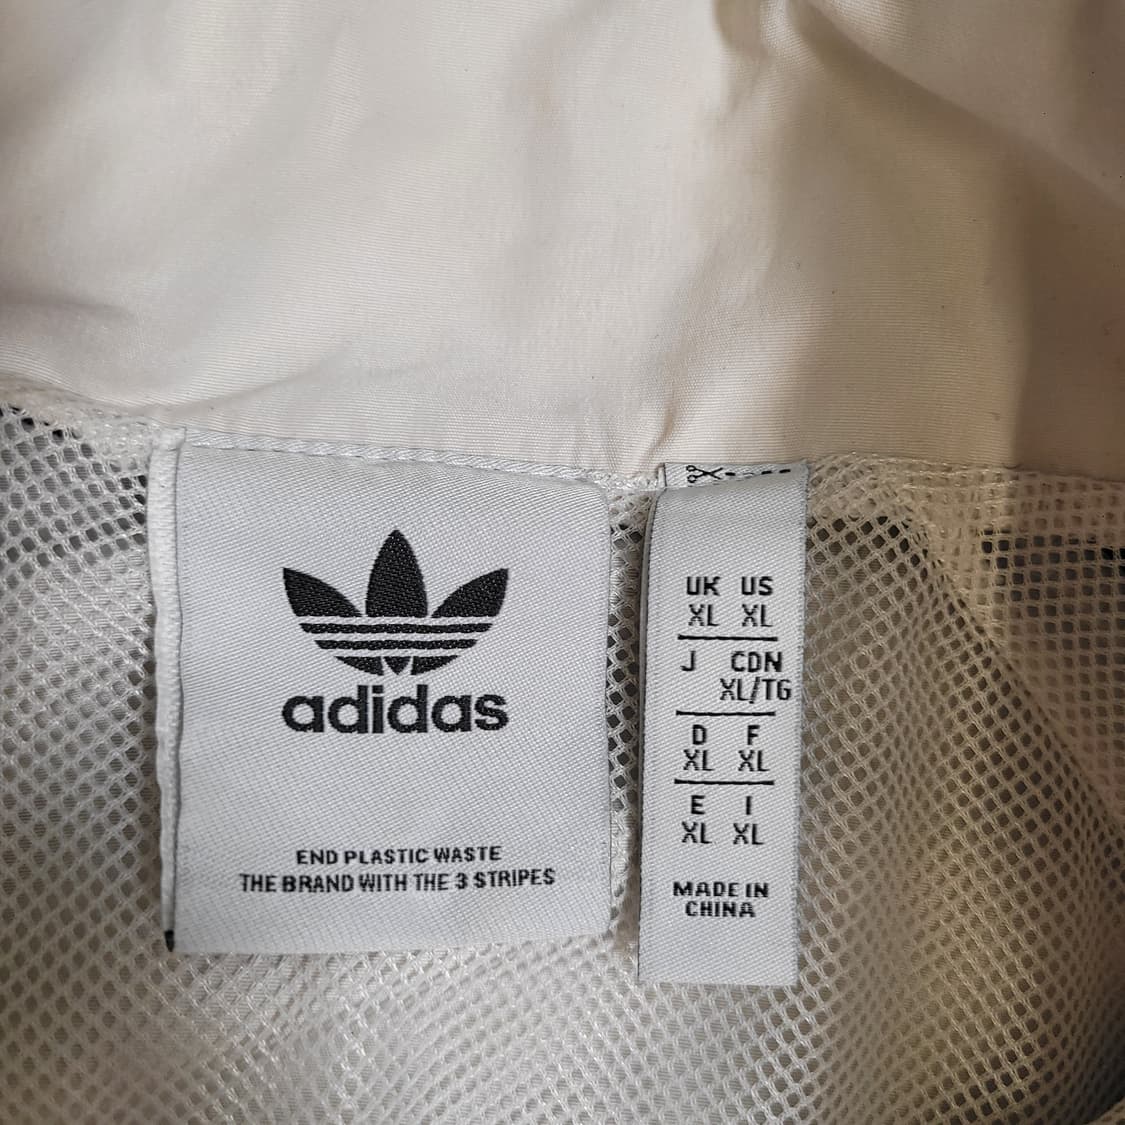 adidas
END PLASTIC WASTE
THE BRAND WITH THE 3 STRIPES
UK US
XL XL
J CDN
XL/TG
D F
XL XL
E I
XL XL
MADE IN
CHINA